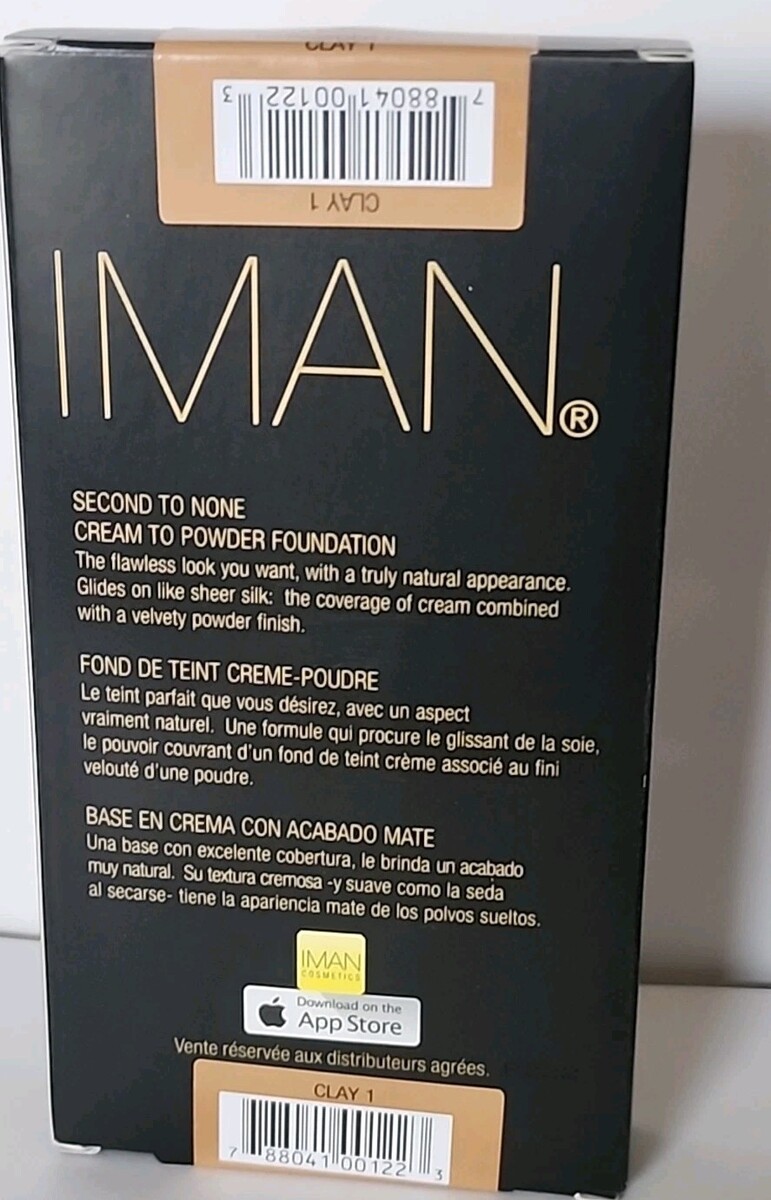 CLAY 1
7 88041 00122 3
CLAY 1
IMAN®
SECOND TO NONE
CREAM TO POWDER FOUNDATION
The flawless look you want, with a truly natural appearance.
Glides on like sheer silk: the coverage of cream combined
with a velvety powder finish.
FOND DE TEINT CREME-POUDRE
Le teint parfait que vous désirez, avec un aspect
vraiment naturel. Une formule qui procure le glissant de la soie,
le pouvoir couvrant d'un fond de teint crème associé au fini
velouté d'une poudre.
BASE EN CREMA CON ACABADO MATE
Una base con excelente cobertura, le brinda un acabado
muy natural. Su textura cremosa -y suave como la seda
al secarse- tiene la apariencia mate de los polvos sueltos.
IMAN
COSMETICS
Download on the
App Store
Vente réservée aux distributeurs agrées.
CLAY 1
7 88041 00122 3